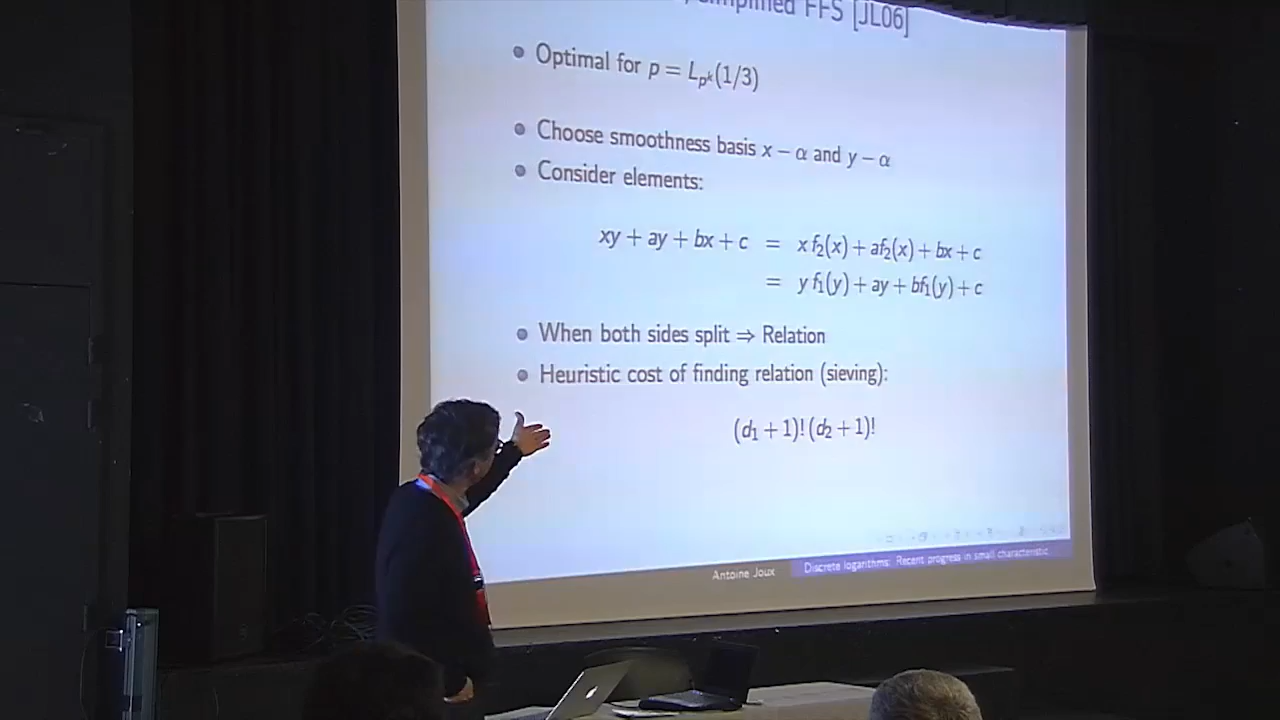 FFS [JL06]
• Optimal for p = L_{p^k}(1/3)
• Choose smoothness basis x − α and y − α
• Consider elements:
xy + ay + bx + c = x f₂(x) + af₂(x) + bx + c
= y f₁(y) + ay + bf₁(y) + c
• When both sides split ⇒ Relation
• Heuristic cost of finding relation (sieving):
(d₁ + 1)! (d₂ + 1)!
Antoine Joux Discrete logarithms: Recent progress in small characteristic